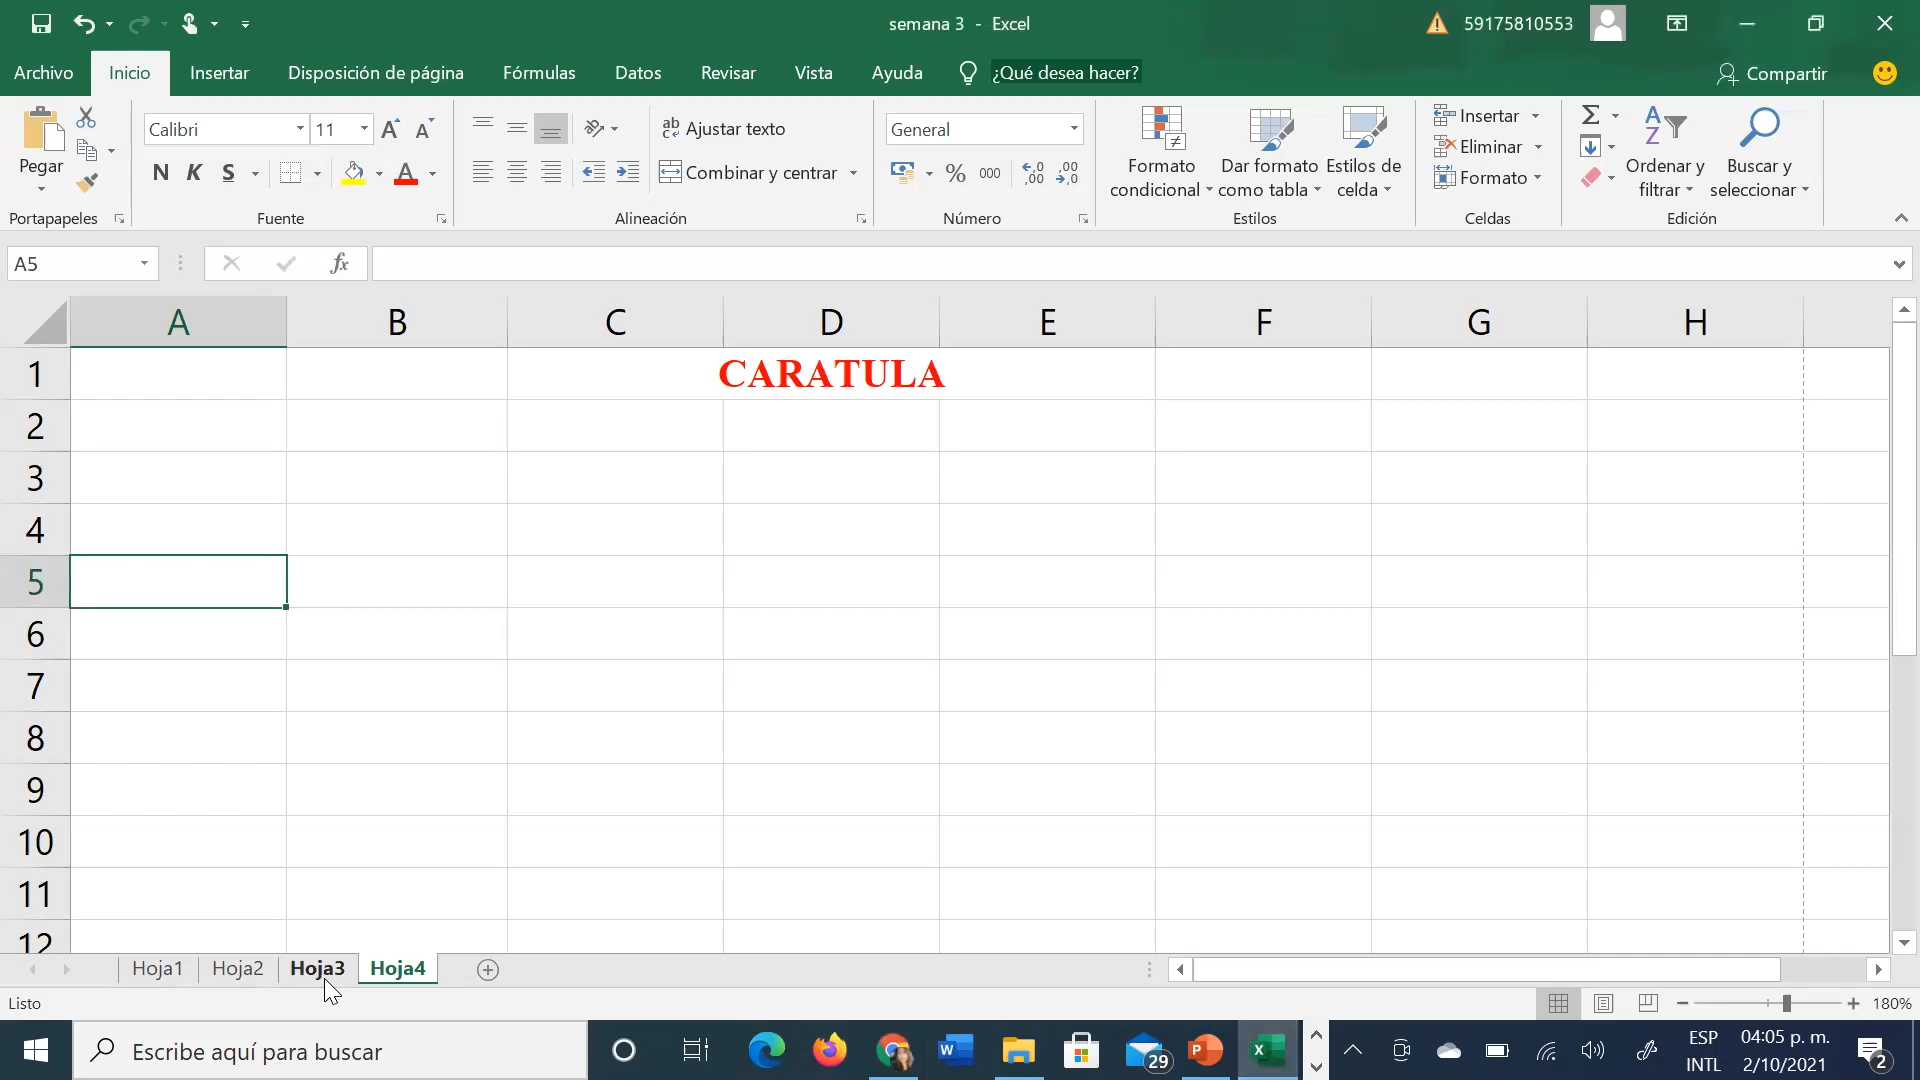 semana 3 - Excel
59175810553
Archivo Inicio Insertar Disposición de página Fórmulas Datos Revisar Vista Ayuda ¿Qué desea hacer? Compartir
Pegar
Portapapeles
Calibri 11
N K S
Fuente
Ajustar texto
Combinar y centrar
Alineación
General
% 000
Número
Formato condicional
Dar formato como tabla
Estilos de celda
Estilos
Insertar
Eliminar
Formato
Celdas
Ordenar y filtrar
Buscar y seleccionar
Edición
A5 fx
A B C D E F G H
1 CARATULA
2
3
4
5
6
7
8
9
10
11
12
Hoja1 Hoja2 Hoja3 Hoja4
Listo 180%
Escribe aquí para buscar
29
ESP
INTL
04:05 p. m.
2/10/2021
2